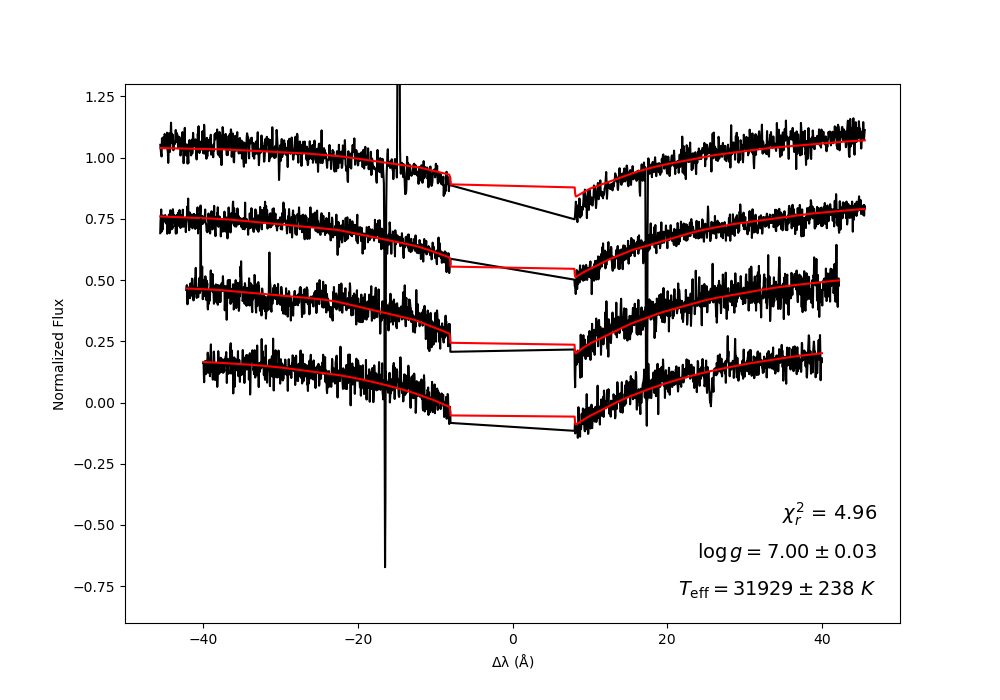 1.25
1.00
0.75
0.50
0.25
0.00
−0.25
−0.50
−0.75
Normalized Flux
χ²ᵣ = 4.96
log g = 7.00 ± 0.03
T_eff = 31929 ± 238 K
−40 −20 0 20 40
Δλ (Å)